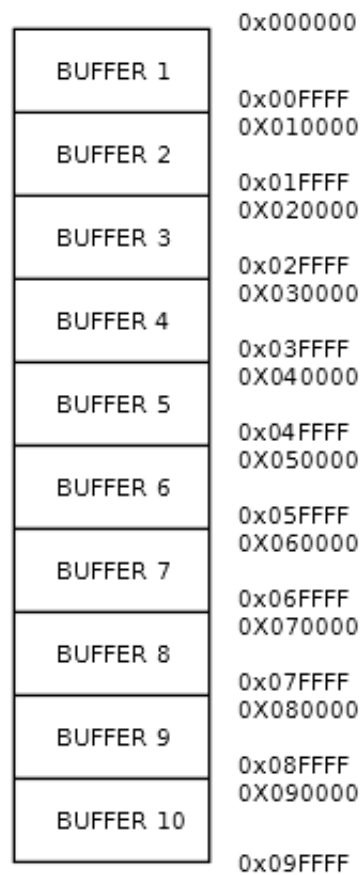 0x000000
BUFFER 1
0x00FFFF
0X010000
BUFFER 2
0x01FFFF
0X020000
BUFFER 3
0x02FFFF
0X030000
BUFFER 4
0x03FFFF
0X040000
BUFFER 5
0x04FFFF
0X050000
BUFFER 6
0x05FFFF
0X060000
BUFFER 7
0x06FFFF
0X070000
BUFFER 8
0x07FFFF
0X080000
BUFFER 9
0x08FFFF
0X090000
BUFFER 10
0x09FFFF